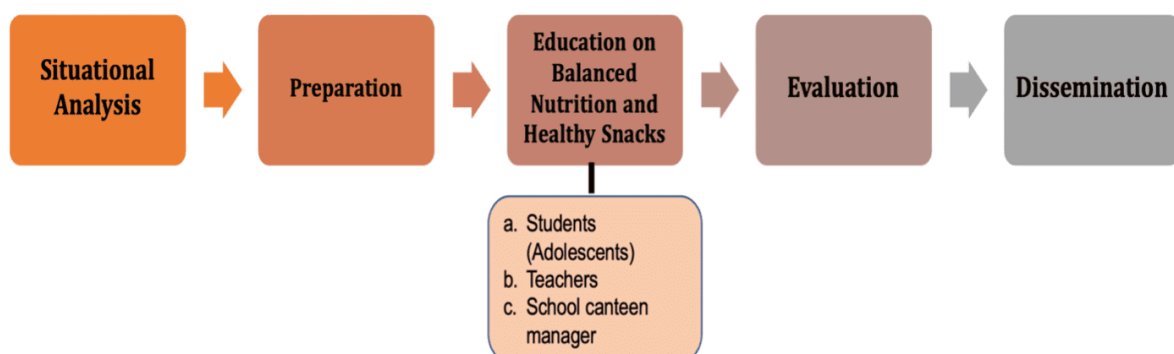 Situational
Analysis
Preparation
Education on
Balanced
Nutrition and
Healthy Snacks
Evaluation
Dissemination
a. Students
(Adolescents)
b. Teachers
c. School canteen
manager